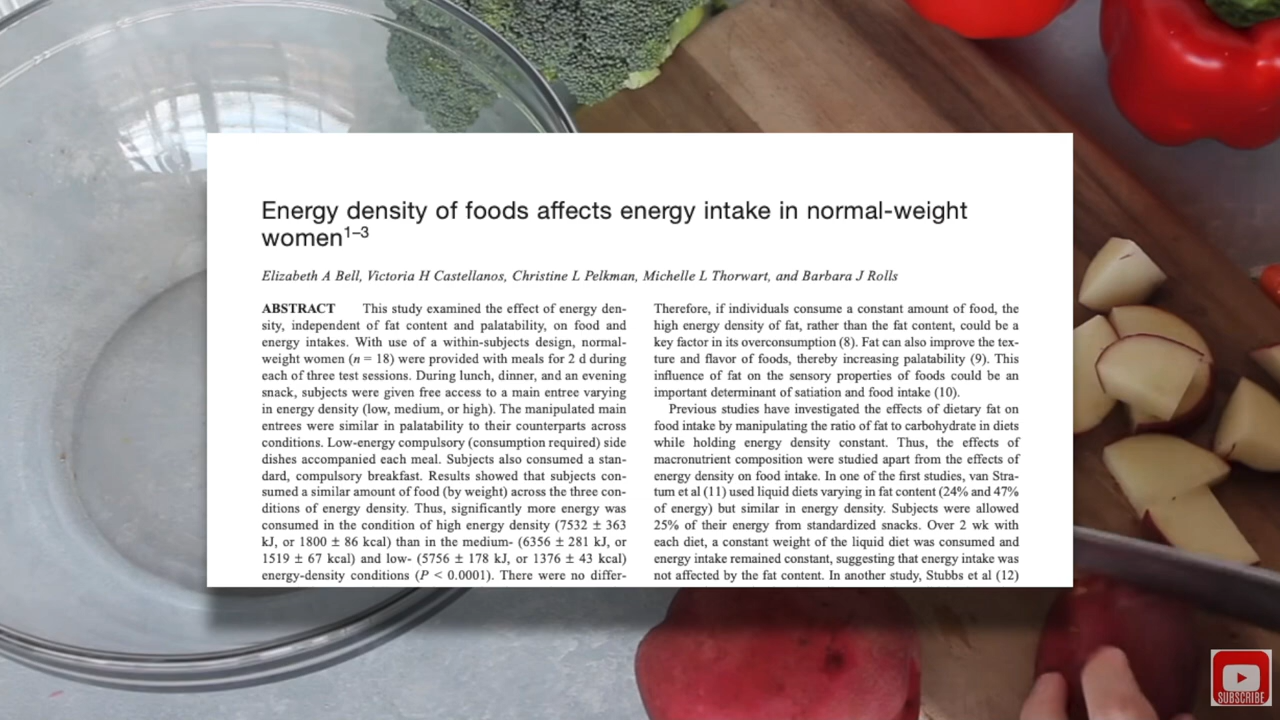 Energy density of foods affects energy intake in normal-weight
women1–3
Elizabeth A Bell, Victoria H Castellanos, Christine L Pelkman, Michelle L Thorwart, and Barbara J Rolls
ABSTRACT This study examined the effect of energy den-
sity, independent of fat content and palatability, on food and
energy intakes. With use of a within-subjects design, normal-
weight women (n = 18) were provided with meals for 2 d during
each of three test sessions. During lunch, dinner, and an evening
snack, subjects were given free access to a main entree varying
in energy density (low, medium, or high). The manipulated main
entrees were similar in palatability to their counterparts across
conditions. Low-energy compulsory (consumption required) side
dishes accompanied each meal. Subjects also consumed a stan-
dard, compulsory breakfast. Results showed that subjects con-
sumed a similar amount of food (by weight) across the three con-
ditions of energy density. Thus, significantly more energy was
consumed in the condition of high energy density (7532 ± 363
kJ, or 1800 ± 86 kcal) than in the medium- (6356 ± 281 kJ, or
1519 ± 67 kcal) and low- (5756 ± 178 kJ, or 1376 ± 43 kcal)
energy-density conditions (P < 0.0001). There were no differ-
Therefore, if individuals consume a constant amount of food, the
high energy density of fat, rather than the fat content, could be a
key factor in its overconsumption (8). Fat can also improve the tex-
ture and flavor of foods, thereby increasing palatability (9). This
influence of fat on the sensory properties of foods could be an
important determinant of satiation and food intake (10).
Previous studies have investigated the effects of dietary fat on
food intake by manipulating the ratio of fat to carbohydrate in diets
while holding energy density constant. Thus, the effects of
macronutrient composition were studied apart from the effects of
energy density on food intake. In one of the first studies, van Stra-
tum et al (11) used liquid diets varying in fat content (24% and 47%
of energy) but similar in energy density. Subjects were allowed
25% of their energy from standardized snacks. Over 2 wk with
each diet, a constant weight of the liquid diet was consumed and
energy intake remained constant, suggesting that energy intake was
not affected by the fat content. In another study, Stubbs et al (12)
SUBSCRIBE